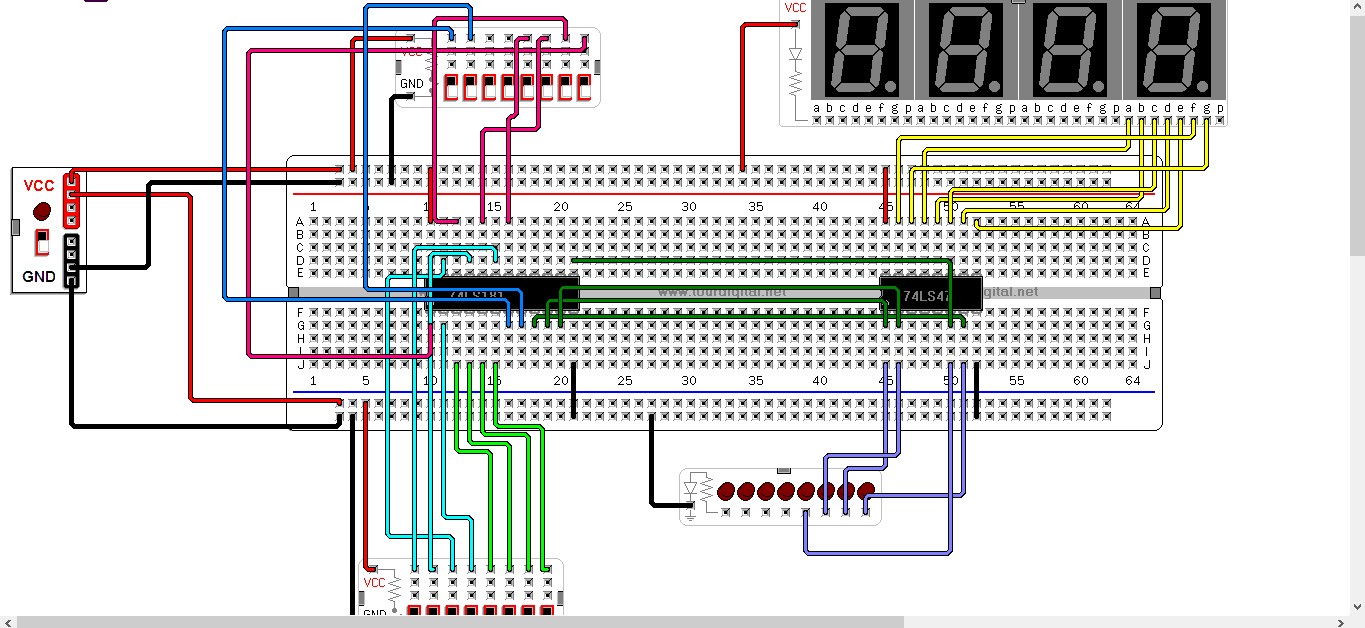 VCC
VCC
GND
a b c d e f g p a b c d e f g p a b c d e f g p a b c d e f g p
VCC
GND
1 15 20 25 30 35 40 45 50 55 60 64
A A
B B
C C
D D
E E
www.tourdigital.net
74LS181
74LS47
gital.net
F F
G G
H H
I I
J J
1 5 10 15 20 25 30 35 40 45 50 55 60 64
VCC
GND